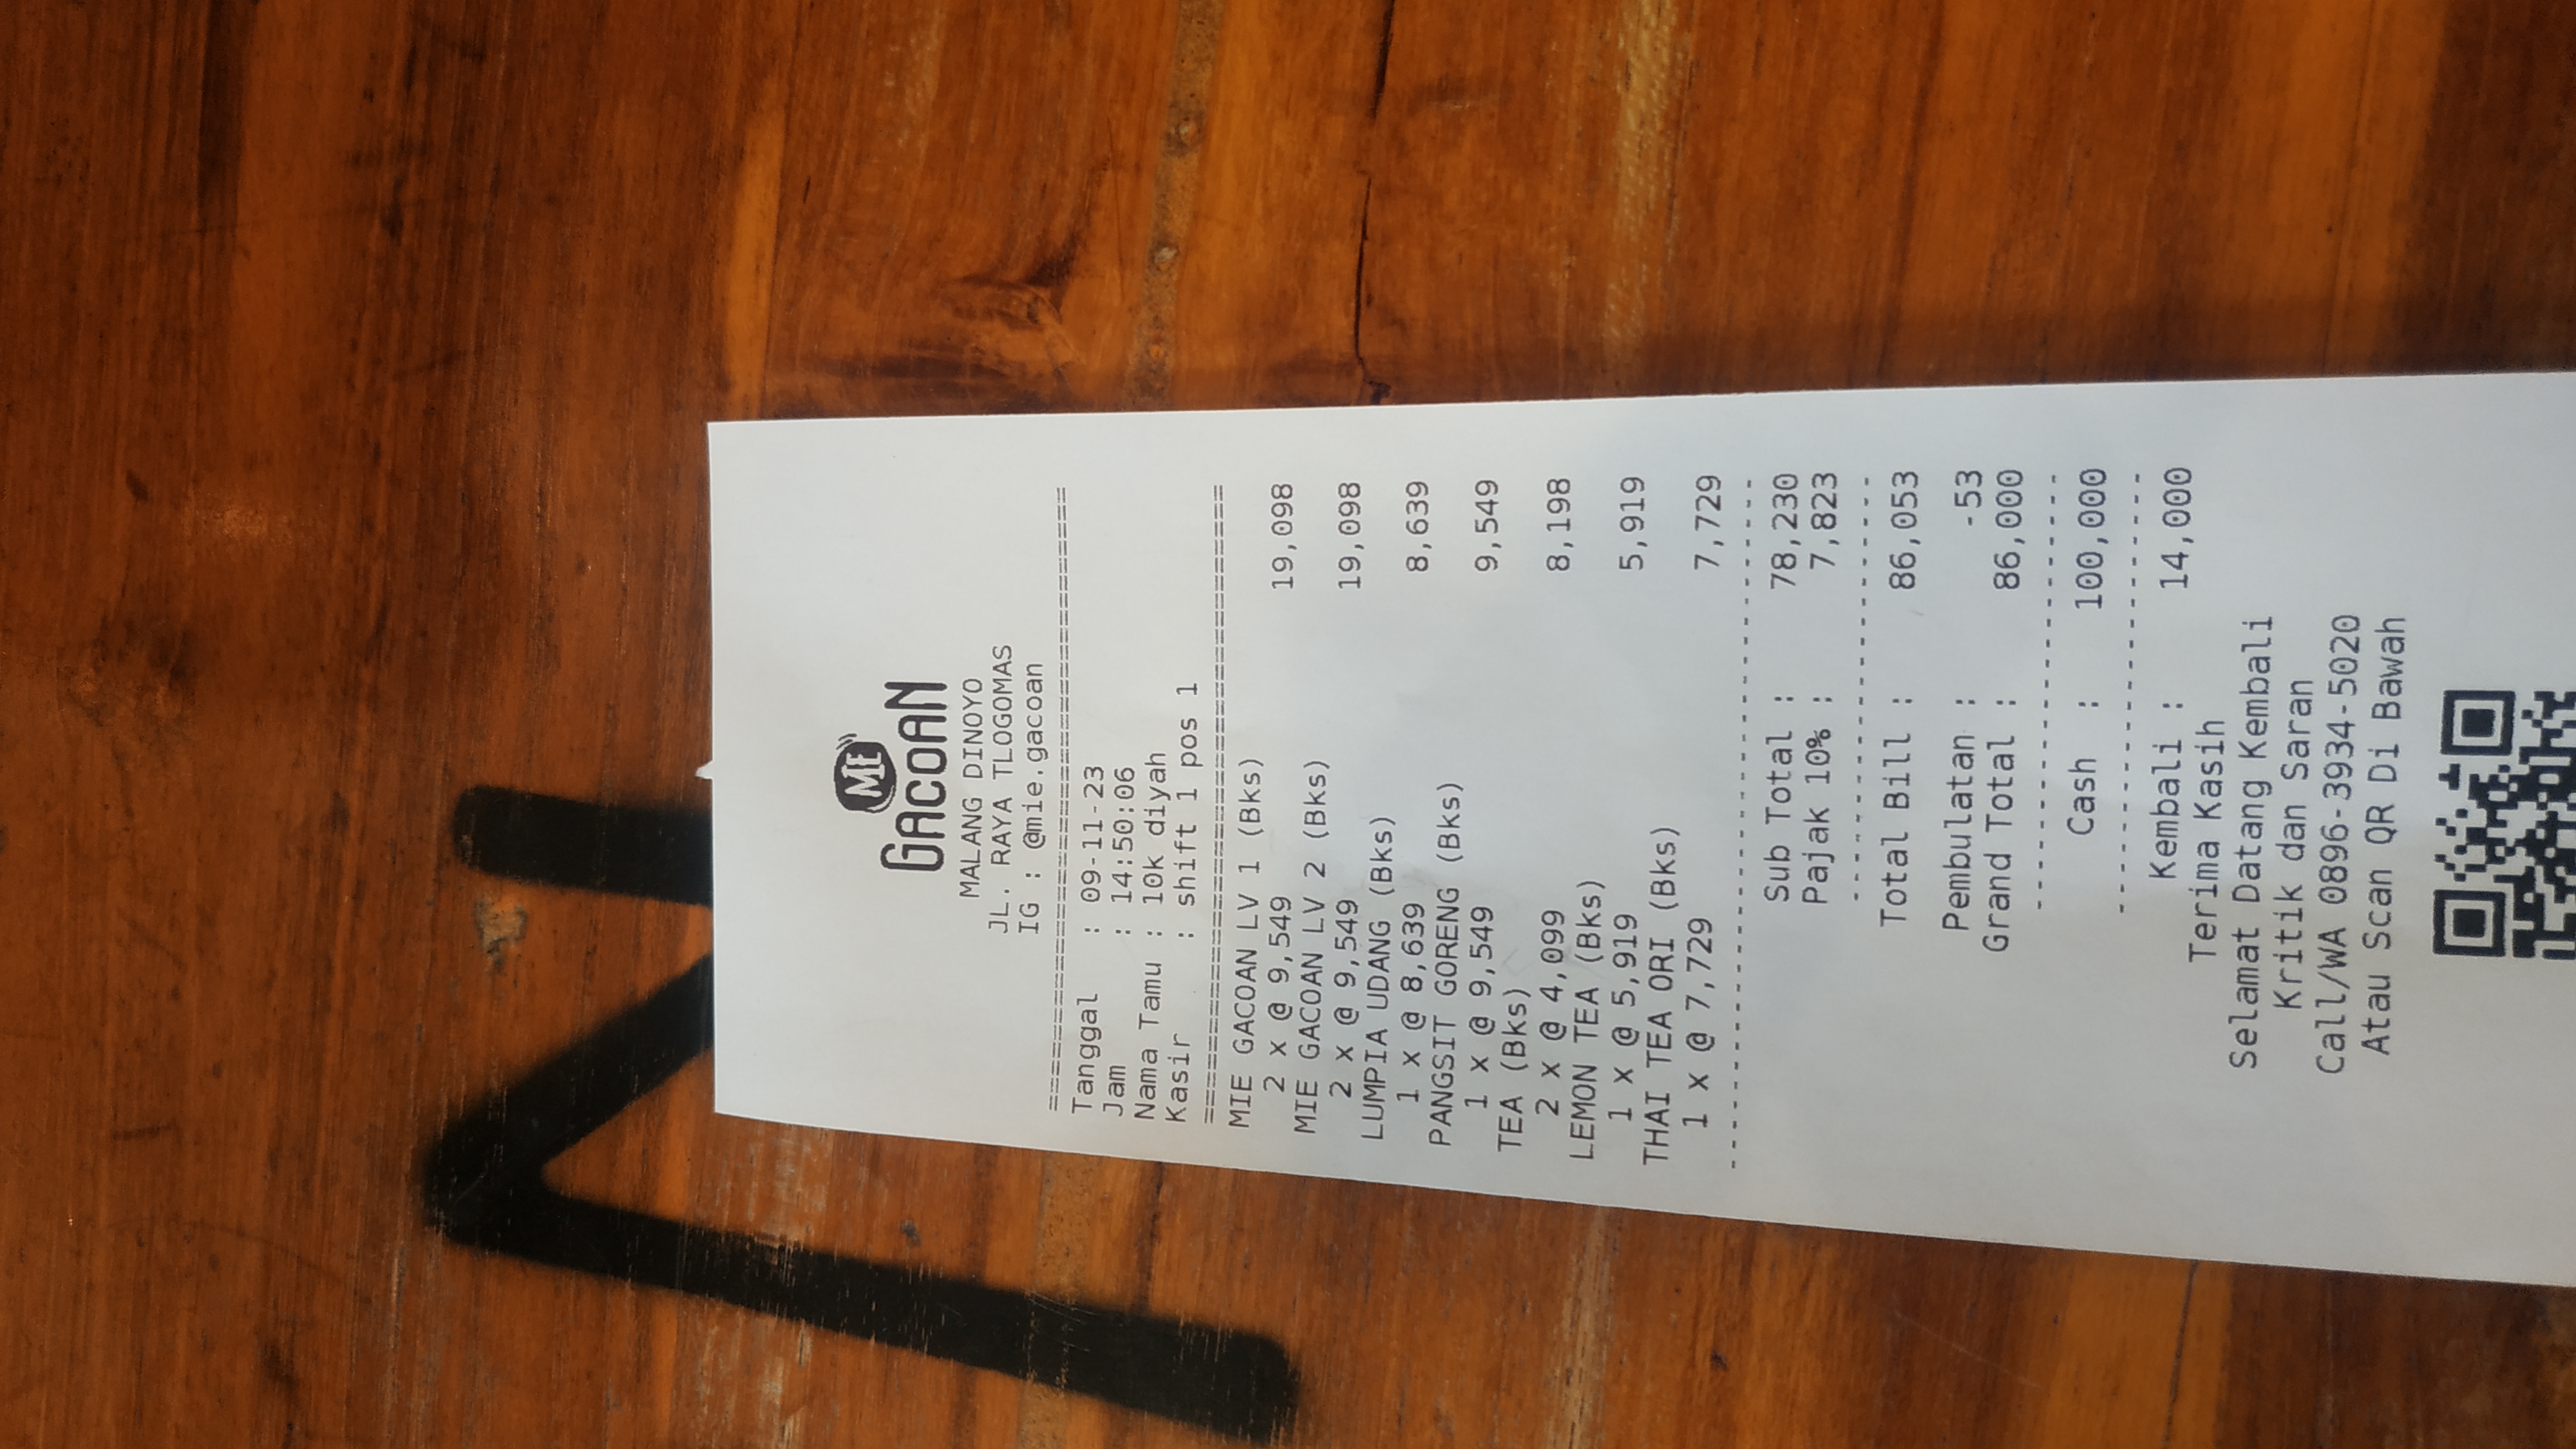 N
ME
GACOAN
MALANG DINOYO
JL. RAYA TLOGOMAS
IG : @mie.gacoan
===================================
Tanggal : 09-11-23
Jam : 14:50:06
Nama Tamu : 10k diyah
Kasir : shift 1 pos 1
===================================
MIE GACOAN LV 1 (Bks)
2 x @ 9,549 19,098
MIE GACOAN LV 2 (Bks)
2 x @ 9,549 19,098
LUMPIA UDANG (Bks)
1 x @ 8,639 8,639
PANGSIT GORENG (Bks)
1 x @ 9,549 9,549
TEA (Bks)
2 x @ 4,099 8,198
LEMON TEA (Bks)
1 x @ 5,919 5,919
THAI TEA ORI (Bks)
1 x @ 7,729 7,729
-----------------------------------
Sub Total : 78,230
Pajak 10% : 7,823
----------------------
Total Bill : 86,053
Pembulatan : -53
Grand Total : 86,000
----------------------
Cash : 100,000
----------------------
Kembali : 14,000
Terima Kasih
Selamat Datang Kembali
Kritik dan Saran
Call/WA 0896-3934-5020
Atau Scan QR Di Bawah